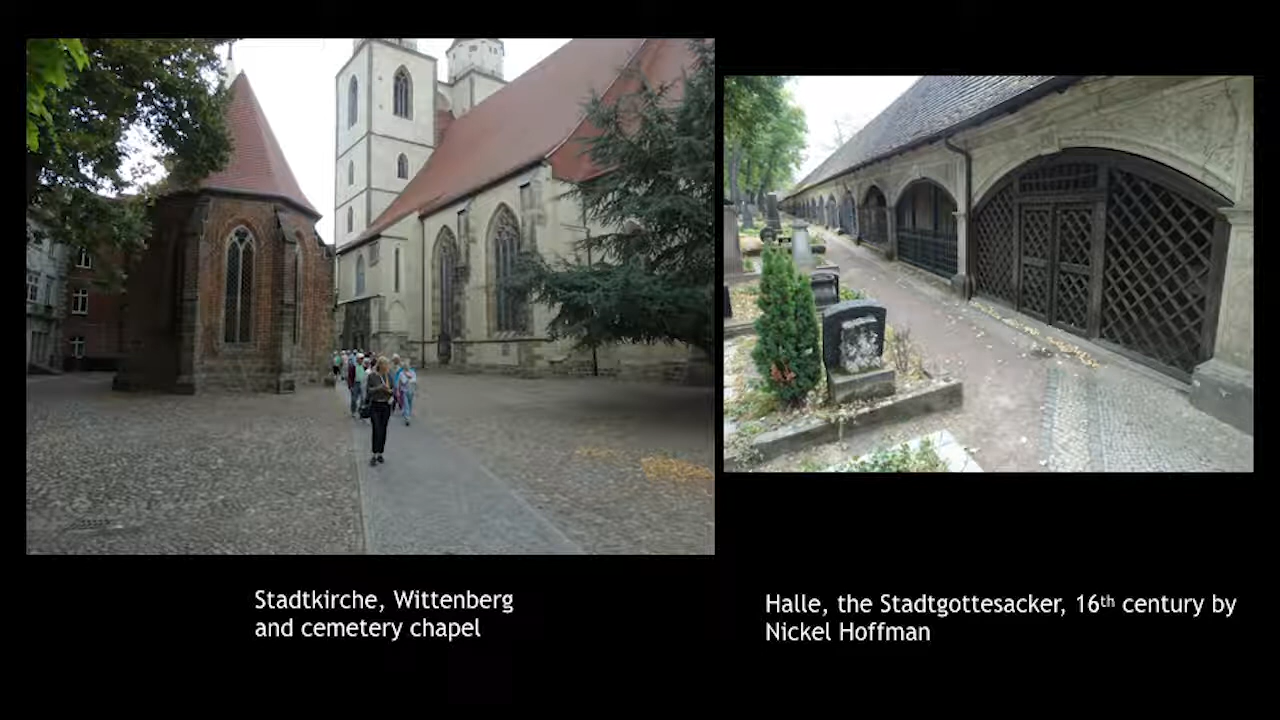 Stadtkirche, Wittenberg
and cemetery chapel
Halle, the Stadtgottesacker, 16th century by
Nickel Hoffman